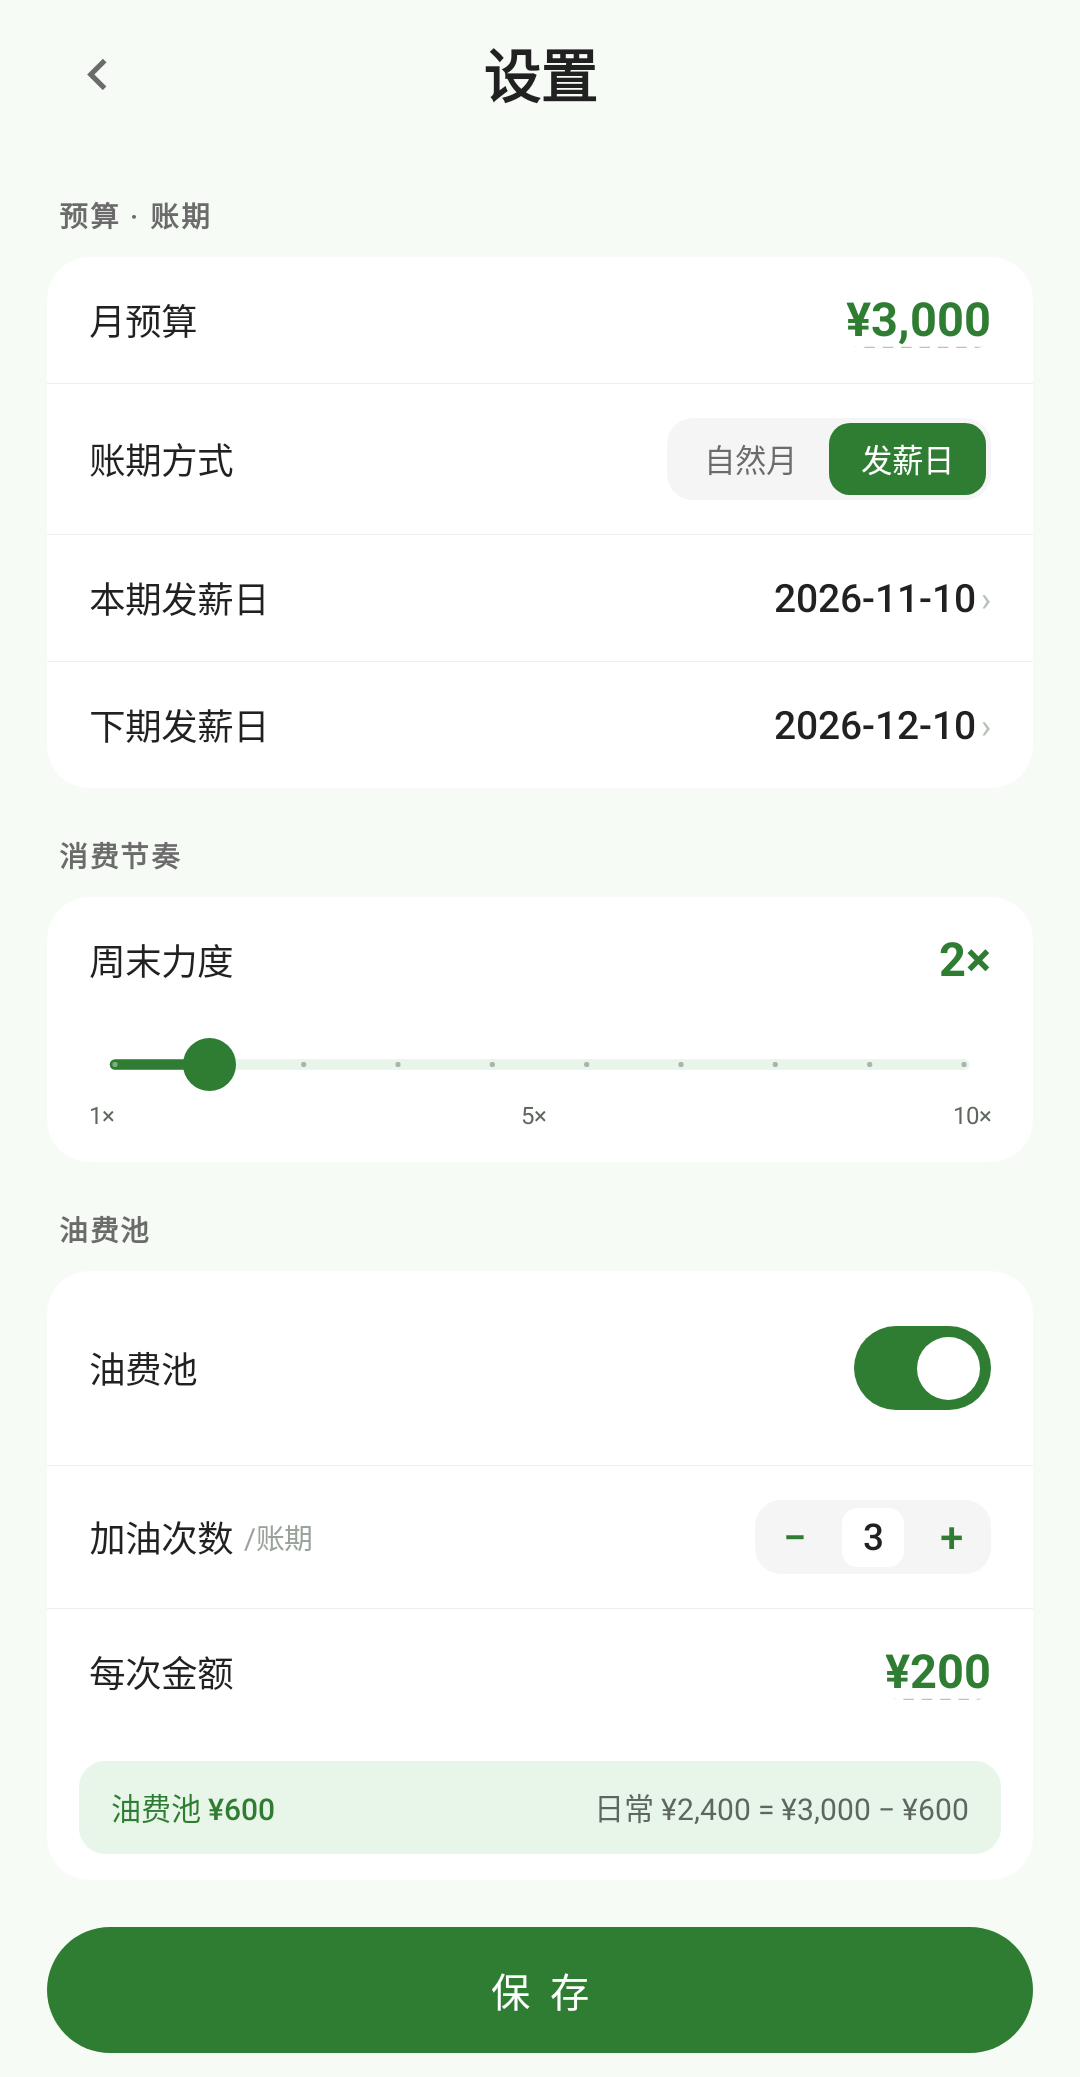 设置
预算 · 账期
月预算 ¥3,000
账期方式 自然月 发薪日
本期发薪日 2026-11-10 ›
下期发薪日 2026-12-10 ›
消费节奏
周末力度 2×
1× 5× 10×
油费池
油费池
加油次数 /账期 − 3 +
每次金额 ¥200
油费池 ¥600 日常 ¥2,400 = ¥3,000 − ¥600
保 存